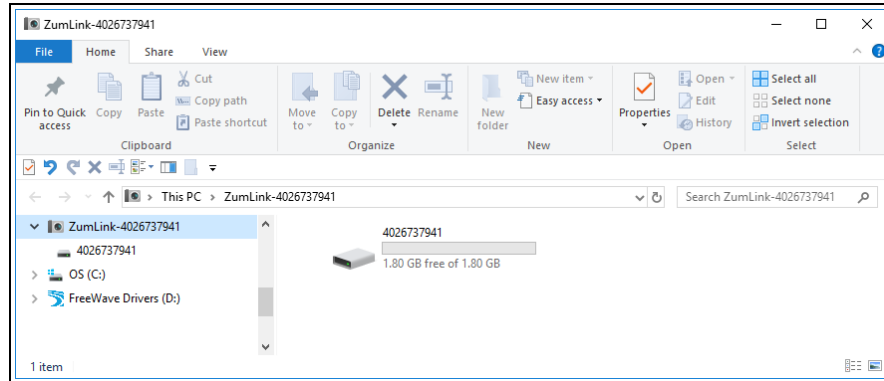 ZumLink-4026737941
File Home Share View
Pin to Quick access
Copy
Paste
Cut
Copy path
Paste shortcut
Clipboard
Move to
Copy to
Delete
Rename
Organize
New folder
New item
Easy access
New
Properties
Open
Edit
History
Open
Select all
Select none
Invert selection
Select
This PC > ZumLink-4026737941
Search ZumLink-4026737941
ZumLink-4026737941
4026737941
OS (C:)
FreeWave Drivers (D:)
4026737941
1.80 GB free of 1.80 GB
1 item